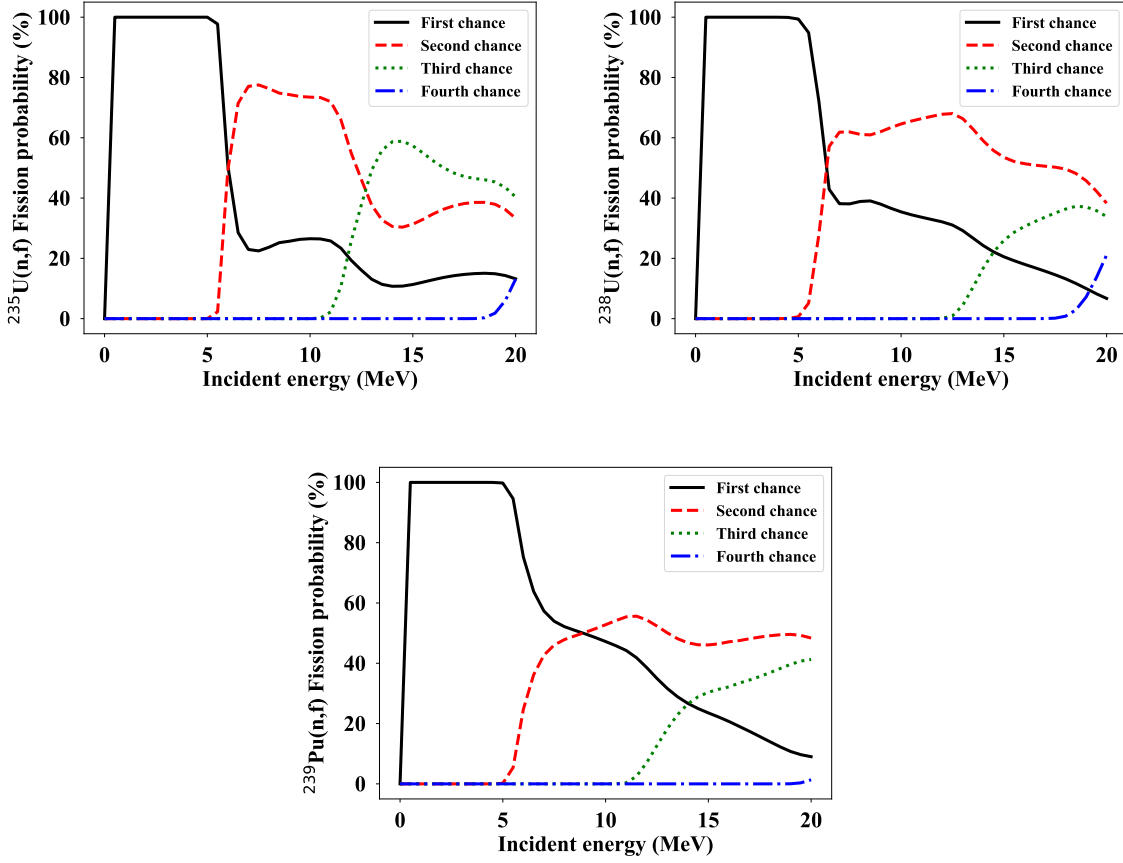 ²³⁵U(n,f) Fission probability (%)
100
80
60
40
20
0
First chance
Second chance
Third chance
Fourth chance
0 5 10 15 20
Incident energy (MeV)
²³⁸U(n,f) Fission probability (%)
100
80
60
40
20
0
First chance
Second chance
Third chance
Fourth chance
0 5 10 15 20
Incident energy (MeV)
²³⁹Pu(n,f) Fission probability (%)
100
80
60
40
20
0
First chance
Second chance
Third chance
Fourth chance
0 5 10 15 20
Incident energy (MeV)